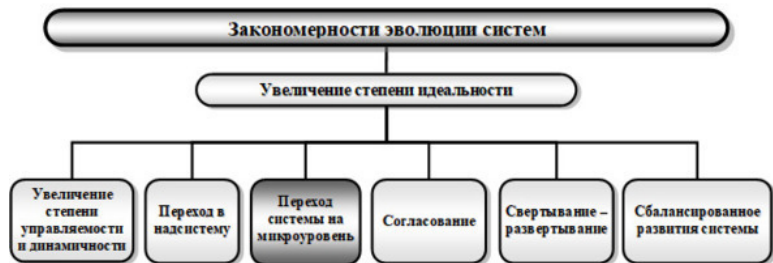 Закономерности эволюции систем
Увеличение степени идеальности
Увеличение
степени
управляемости
и динамичности
Переход в
надсистему
Переход
системы на
микроуровень
Согласование
Свертывание –
развертывание
Сбалансированное
развития системы